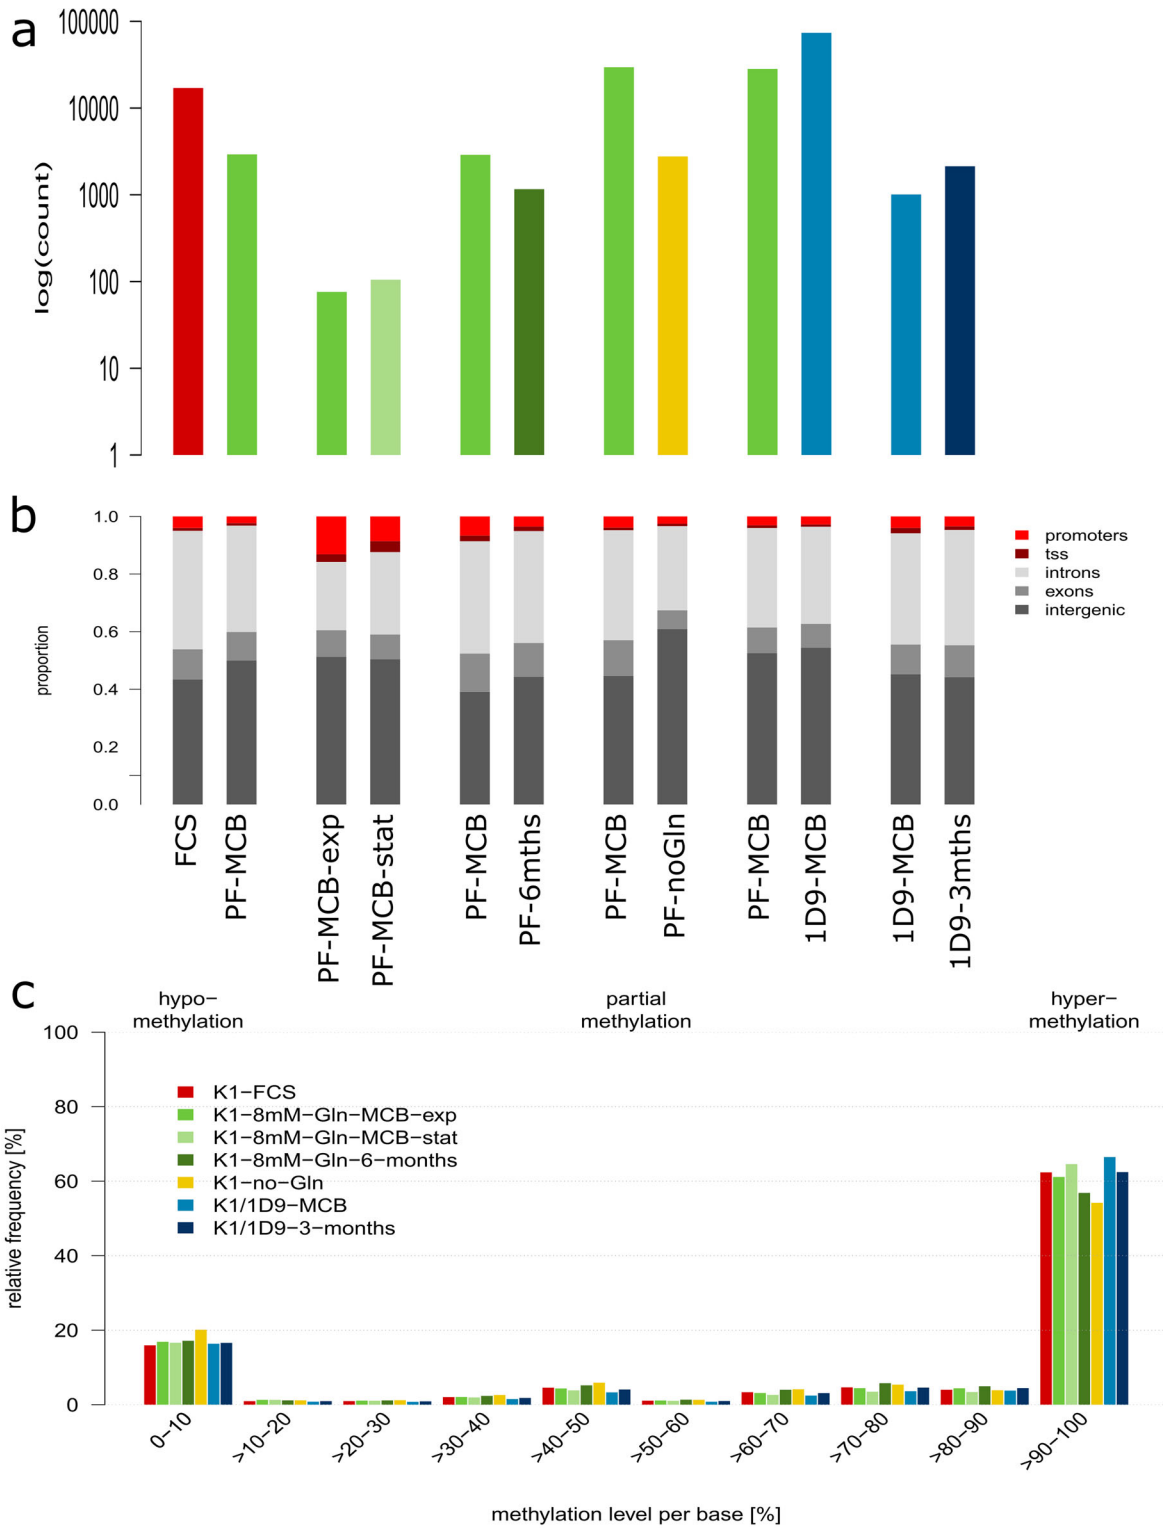 a
log(count)
100000
10000
1000
100
10
1
b
proportion
1.0
0.8
0.6
0.4
0.2
0.0
promoters
tss
introns
exons
intergenic
FCS
PF-MCB
PF-MCB-exp
PF-MCB-stat
PF-MCB
PF-6mths
PF-MCB
PF-noGln
PF-MCB
1D9-MCB
1D9-MCB
1D9-3mths
c
hypo−
methylation
partial
methylation
hyper−
methylation
relative frequency [%]
100
80
60
40
20
0
K1−FCS
K1−8mM−Gln−MCB−exp
K1−8mM−Gln−MCB−stat
K1−8mM−Gln−6−months
K1−no−Gln
K1/1D9−MCB
K1/1D9−3−months
0−10
>10−20
>20−30
>30−40
>40−50
>50−60
>60−70
>70−80
>80−90
>90−100
methylation level per base [%]